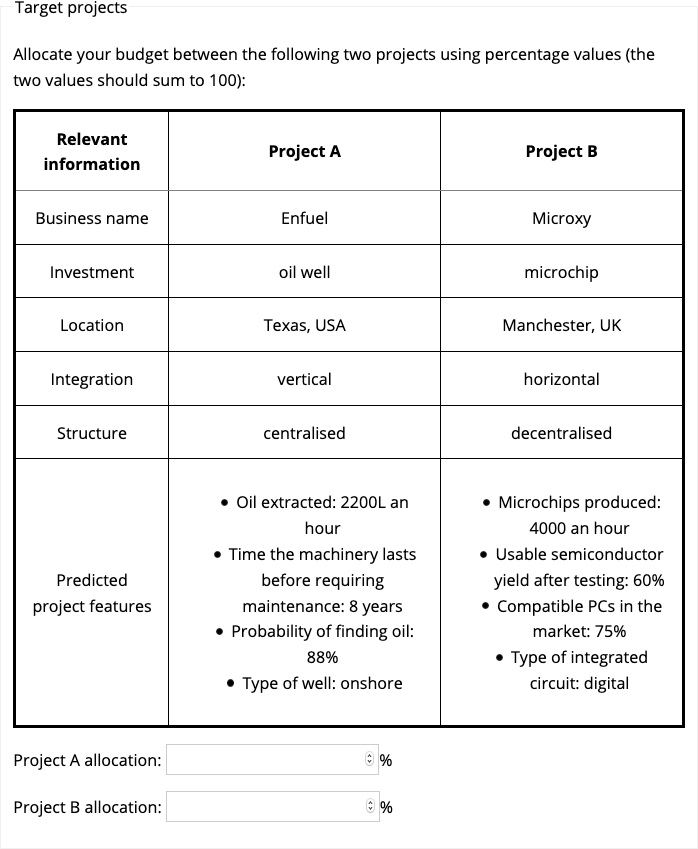 Target projects
Allocate your budget between the following two projects using percentage values (the
two values should sum to 100):
Relevant
information
Project A
Project B
Business name
Enfuel
Microxy
Investment
oil well
microchip
Location
Texas, USA
Manchester, UK
Integration
vertical
horizontal
Structure
centralised
decentralised
Predicted
project features
• Oil extracted: 2200L an
hour
• Time the machinery lasts
before requiring
maintenance: 8 years
• Probability of finding oil:
88%
• Type of well: onshore
• Microchips produced:
4000 an hour
• Usable semiconductor
yield after testing: 60%
• Compatible PCs in the
market: 75%
• Type of integrated
circuit: digital
Project A allocation: %
Project B allocation: %